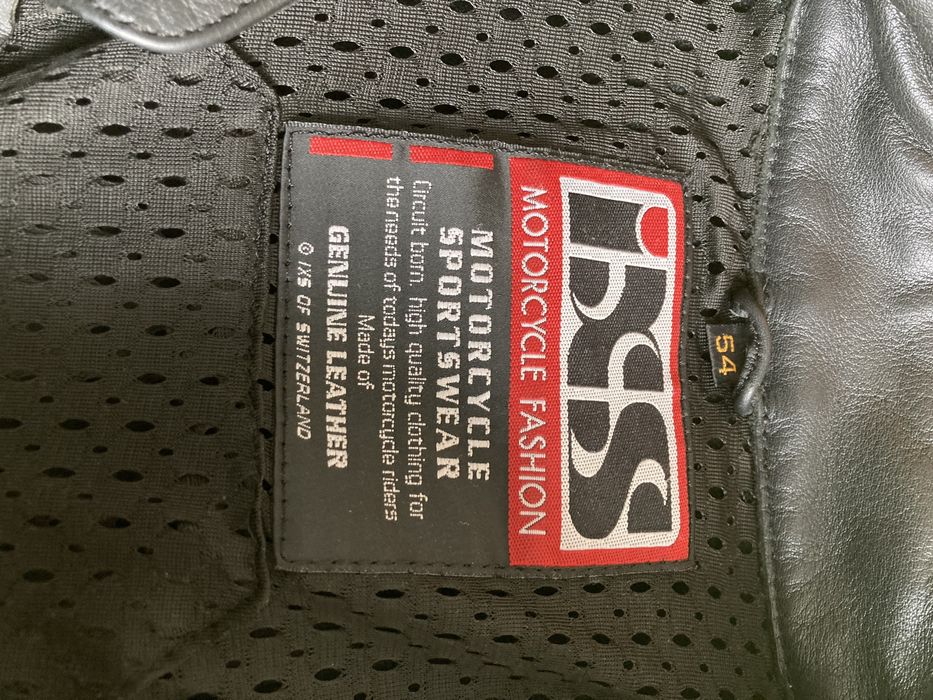 54
iXS
MOTORCYCLE FASHION
MOTORCYCLE
SPORTSWEAR
Circuit born, high quality clothing for
the needs of todays motorcycle riders
Made of
GENUINE LEATHER
© IXS OF SWITZERLAND